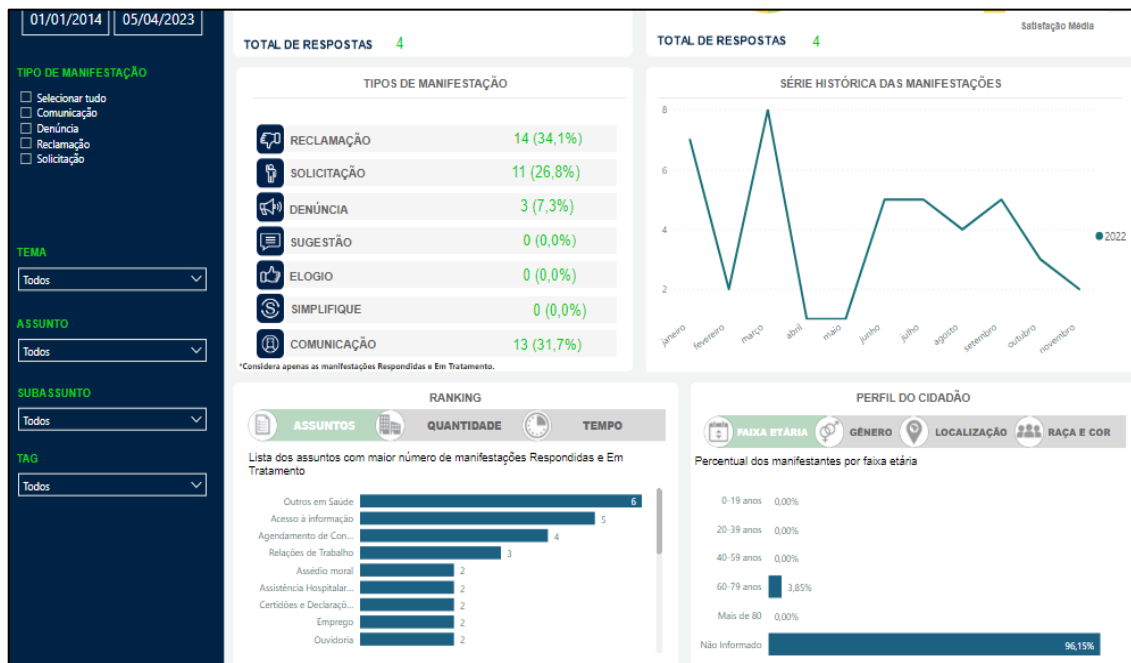 01/01/2014 05/04/2023
TIPO DE MANIFESTAÇÃO
Selecionar tudo
Comunicação
Denúncia
Reclamação
Solicitação
TEMA
Todos
ASSUNTO
Todos
SUBASSUNTO
Todos
TAG
Todos
TOTAL DE RESPOSTAS 4
Satisfação Média
TOTAL DE RESPOSTAS 4
TIPOS DE MANIFESTAÇÃO
RECLAMAÇÃO 14 (34,1%)
SOLICITAÇÃO 11 (26,8%)
DENÚNCIA 3 (7,3%)
SUGESTÃO 0 (0,0%)
ELOGIO 0 (0,0%)
SIMPLIFIQUE 0 (0,0%)
COMUNICAÇÃO 13 (31,7%)
*Considera apenas as manifestações Respondidas e Em Tratamento.
SÉRIE HISTÓRICA DAS MANIFESTAÇÕES
8
6
4
2
2022
janeiro fevereiro março abril maio junho julho agosto setembro outubro novembro
RANKING
ASSUNTOS QUANTIDADE TEMPO
Lista dos assuntos com maior número de manifestações Respondidas e Em
Tratamento
Outros em Saúde 6
Acesso à informação 5
Agendamento de Con... 4
Relações de Trabalho 3
Assédio moral 2
Assistência Hospitalar... 2
Certidões e Declaraçõ... 2
Emprego 2
Ouvidoria 2
PERFIL DO CIDADÃO
FAIXA ETÁRIA GÊNERO LOCALIZAÇÃO RAÇA E COR
Percentual dos manifestantes por faixa etária
0-19 anos 0,00%
20-39 anos 0,00%
40-59 anos 0,00%
60-79 anos 3,85%
Mais de 80 0,00%
Não Informado 96,15%